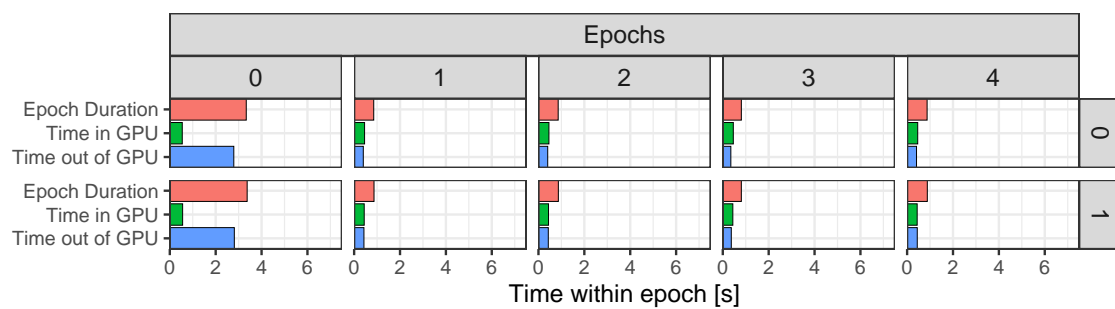 Epochs
0 1 2 3 4
Epoch Duration
Time in GPU
Time out of GPU
0
Epoch Duration
Time in GPU
Time out of GPU
1
0 2 4 6 0 2 4 6 0 2 4 6 0 2 4 6 0 2 4 6
Time within epoch [s]